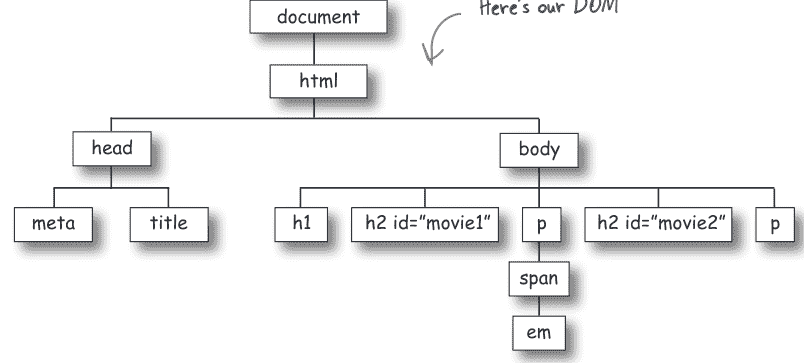 document
Here's our DOM
html
head
body
meta
title
h1
h2 id="movie1"
p
h2 id="movie2"
p
span
em